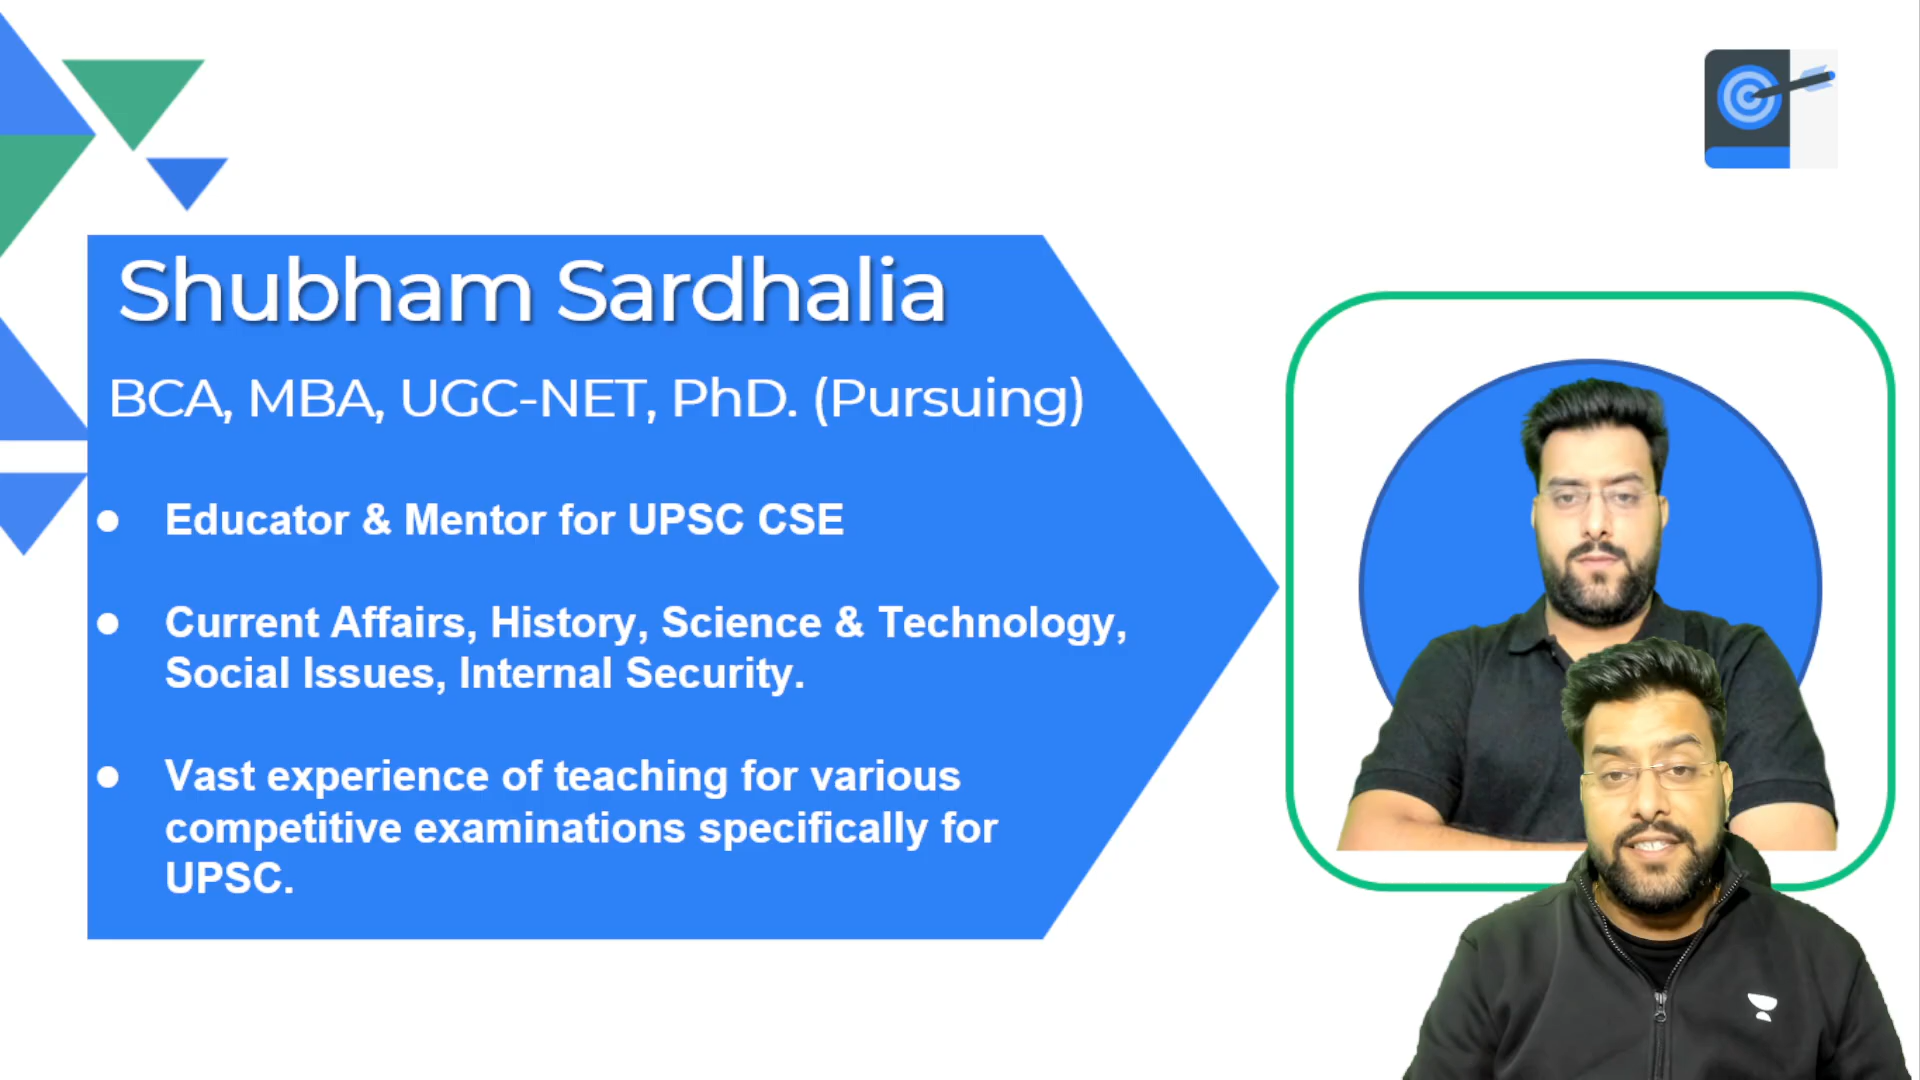 Shubham Sardhalia
BCA, MBA, UGC-NET, PhD. (Pursuing)
● Educator & Mentor for UPSC CSE
● Current Affairs, History, Science & Technology,
Social Issues, Internal Security.
● Vast experience of teaching for various
competitive examinations specifically for
UPSC.